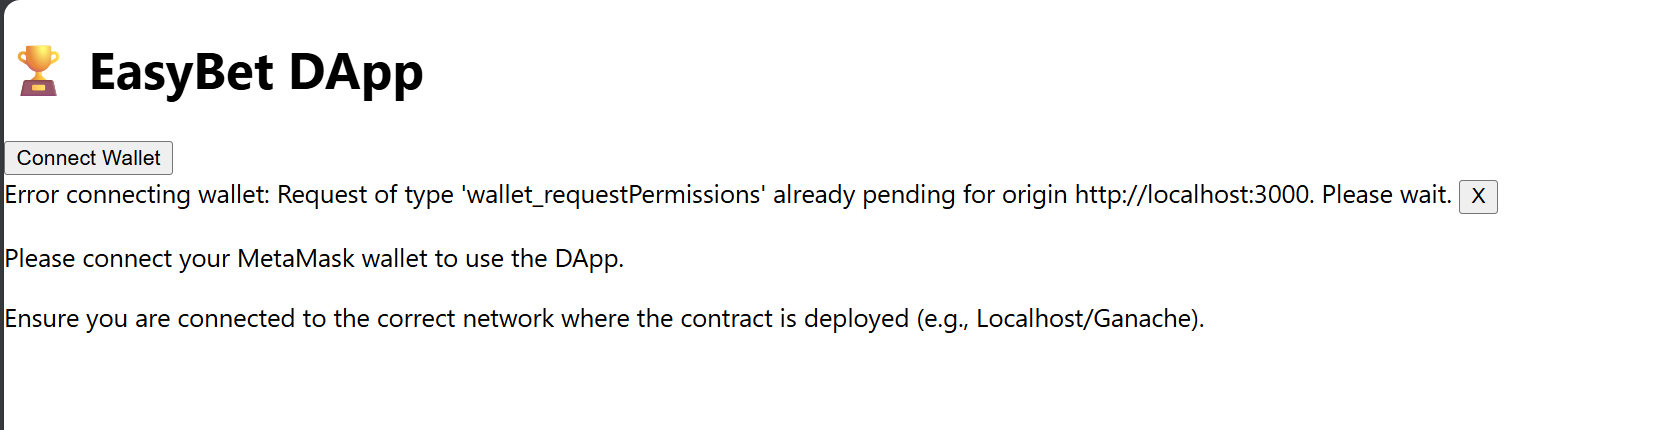 🏆 EasyBet DApp
Connect Wallet
Error connecting wallet: Request of type 'wallet_requestPermissions' already pending for origin http://localhost:3000. Please wait. X
Please connect your MetaMask wallet to use the DApp.
Ensure you are connected to the correct network where the contract is deployed (e.g., Localhost/Ganache).